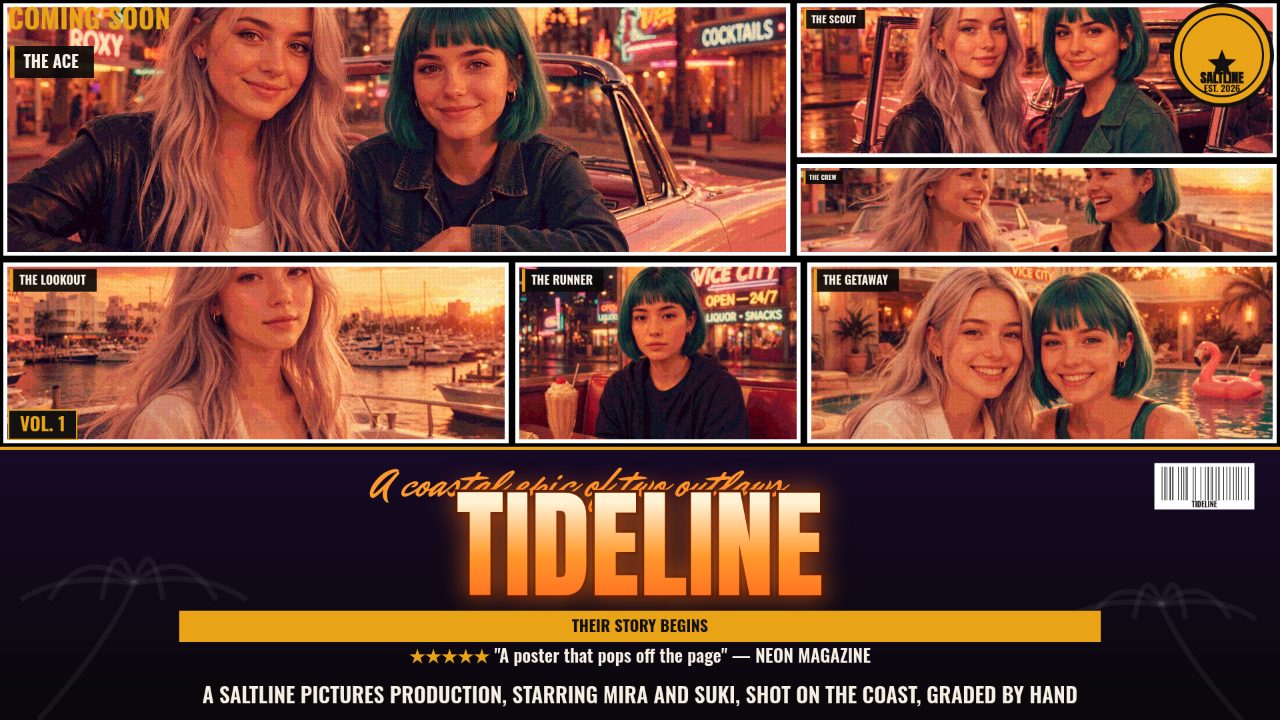 COMING SOON
ROXY
THE ACE
COCKTAILS
THE SCOUT
SALTLINE
EST. 2026
THE CREW
THE LOOKOUT
VOL. 1
THE RUNNER
VICE CITY
OPEN — 24/7
LIQUOR • SNACKS
OPEN
LIQUOR
THE GETAWAY
VICE CITY
A coastal epic of two outlaws
TIDELINE
TIDELINE
THEIR STORY BEGINS
★★★★★ "A poster that pops off the page" — NEON MAGAZINE
A SALTLINE PICTURES PRODUCTION, STARRING MIRA AND SUKI, SHOT ON THE COAST, GRADED BY HAND